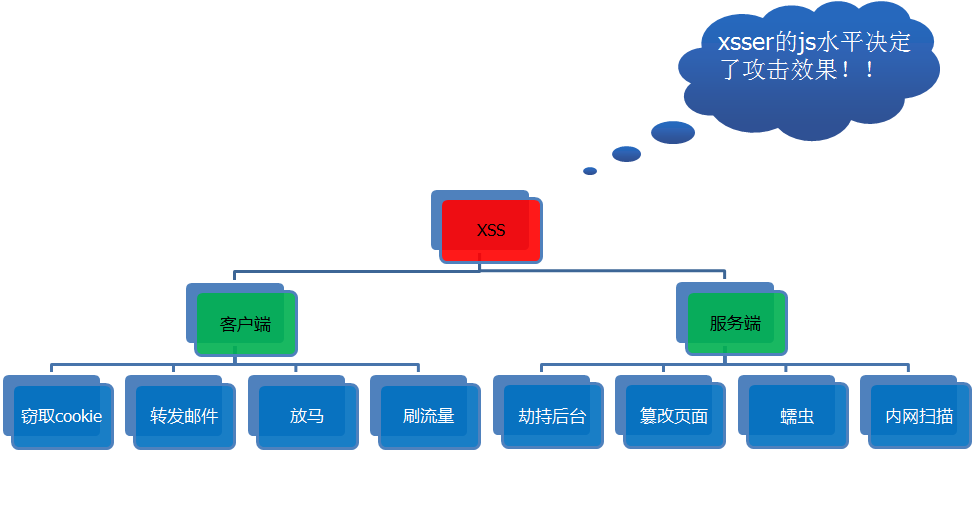 xsser的js水平决定
了攻击效果！！
XSS
客户端
服务端
窃取cookie
转发邮件
放马
刷流量
劫持后台
篡改页面
蠕虫
内网扫描